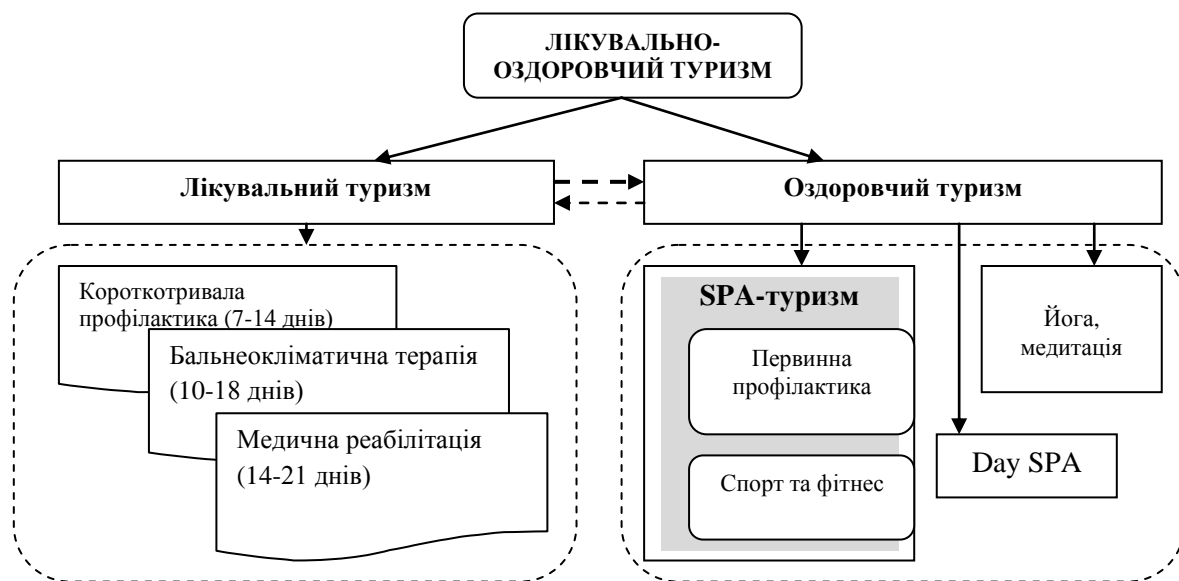 ЛІКУВАЛЬНО-
ОЗДОРОВЧИЙ ТУРИЗМ
Лікувальний туризм
Оздоровчий туризм
Короткотривала
профілактика (7-14 днів)
Бальнеокліматична терапія
(10-18 днів)
Медична реабілітація
(14-21 днів)
SPA-туризм
Первинна
профілактика
Спорт та фітнес
Day SPA
Йога,
медитація